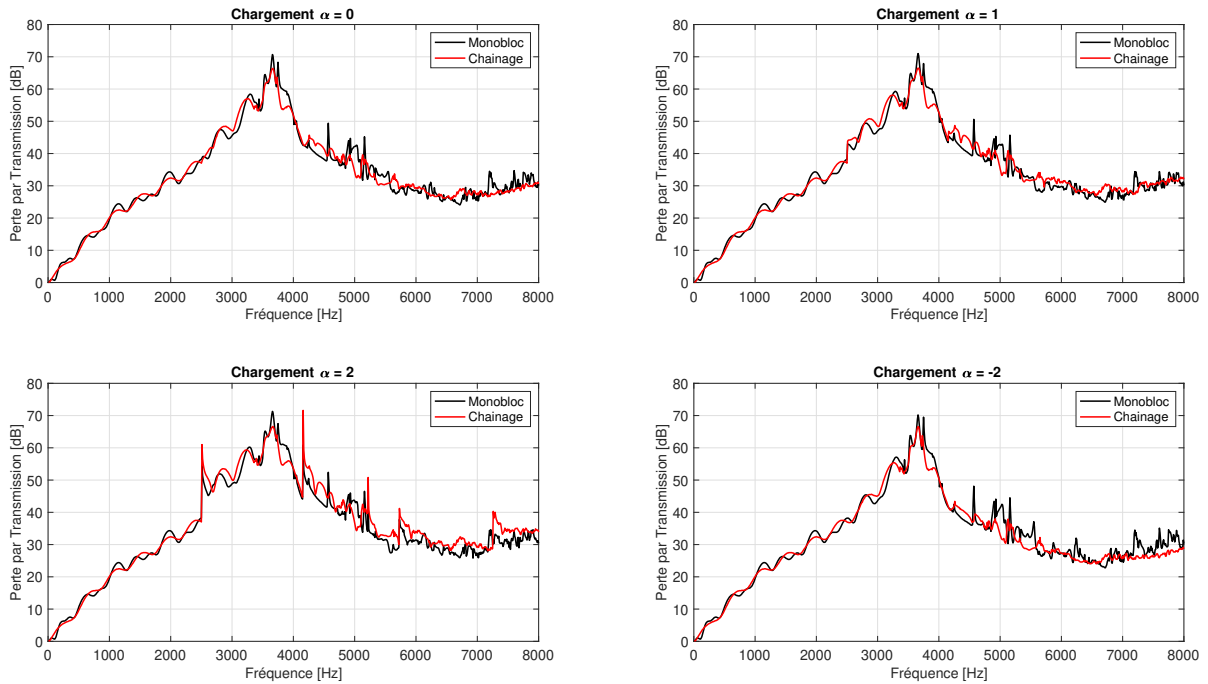 Chargement α = 0
Perte par Transmission [dB]
80
70
60
50
40
30
20
10
0
Monobloc
Chainage
0 1000 2000 3000 4000 5000 6000 7000 8000
Fréquence [Hz]
Chargement α = 1
Perte par Transmission [dB]
80
70
60
50
40
30
20
10
0
Monobloc
Chainage
0 1000 2000 3000 4000 5000 6000 7000 8000
Fréquence [Hz]
Chargement α = 2
Perte par Transmission [dB]
80
70
60
50
40
30
20
10
0
Monobloc
Chainage
0 1000 2000 3000 4000 5000 6000 7000 8000
Fréquence [Hz]
Chargement α = -2
Perte par Transmission [dB]
80
70
60
50
40
30
20
10
0
Monobloc
Chainage
0 1000 2000 3000 4000 5000 6000 7000 8000
Fréquence [Hz]